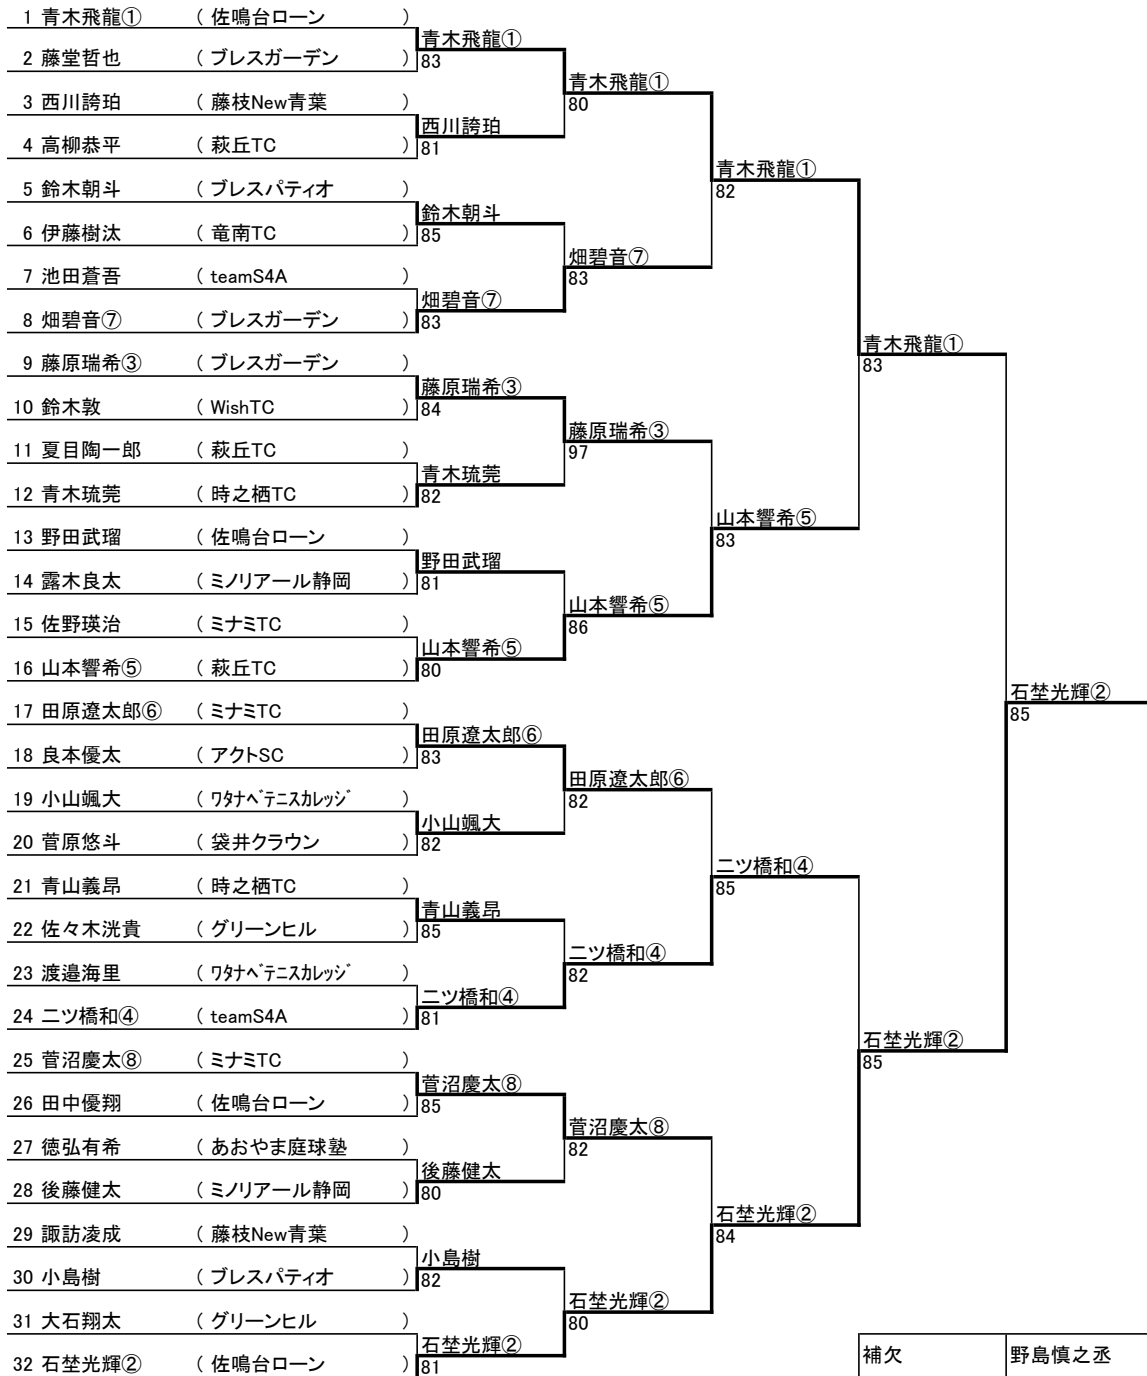 1 青木飛龍① ( 佐鳴台ローン )
2 藤堂哲也 ( ブレスガーデン )
3 西川誇珀 ( 藤枝New青葉 )
4 高柳恭平 ( 萩丘TC )
5 鈴木朝斗 ( ブレスパティオ )
6 伊藤樹汰 ( 竜南TC )
7 池田蒼吾 ( teamS4A )
8 畑碧音⑦ ( ブレスガーデン )
9 藤原瑞希③ ( ブレスガーデン )
10 鈴木敦 ( WishTC )
11 夏目陶一郎 ( 萩丘TC )
12 青木琉莞 ( 時之栖TC )
13 野田武瑠 ( 佐鳴台ローン )
14 露木良太 ( ミノリアール静岡 )
15 佐野瑛治 ( ミナミTC )
16 山本響希⑤ ( 萩丘TC )
17 田原遼太郎⑥ ( ミナミTC )
18 良本優太 ( アクトSC )
19 小山颯大 ( ﾜﾀﾅﾍﾞﾃﾆｽｶﾚｯｼﾞ )
20 菅原悠斗 ( 袋井クラウン )
21 青山義昂 ( 時之栖TC )
22 佐々木洸貴 ( グリーンヒル )
23 渡邉海里 ( ﾜﾀﾅﾍﾞﾃﾆｽｶﾚｯｼﾞ )
24 二ツ橋和④ ( teamS4A )
25 菅沼慶太⑧ ( ミナミTC )
26 田中優翔 ( 佐鳴台ローン )
27 徳弘有希 ( あおやま庭球塾 )
28 後藤健太 ( ミノリアール静岡 )
29 諏訪凌成 ( 藤枝New青葉 )
30 小島樹 ( ブレスパティオ )
31 大石翔太 ( グリーンヒル )
32 石埜光輝② ( 佐鳴台ローン )
青木飛龍①
83
西川誇珀
81
鈴木朝斗
85
畑碧音⑦
83
藤原瑞希③
84
青木琉莞
82
野田武瑠
81
山本響希⑤
80
田原遼太郎⑥
83
小山颯大
82
青山義昂
85
二ツ橋和④
81
菅沼慶太⑧
85
後藤健太
80
小島樹
82
石埜光輝②
81
青木飛龍①
80
畑碧音⑦
83
藤原瑞希③
97
山本響希⑤
86
田原遼太郎⑥
82
二ツ橋和④
82
菅沼慶太⑧
82
石埜光輝②
80
青木飛龍①
82
山本響希⑤
83
二ツ橋和④
85
石埜光輝②
84
青木飛龍①
83
石埜光輝②
85
石埜光輝②
85
補欠 野島慎之丞